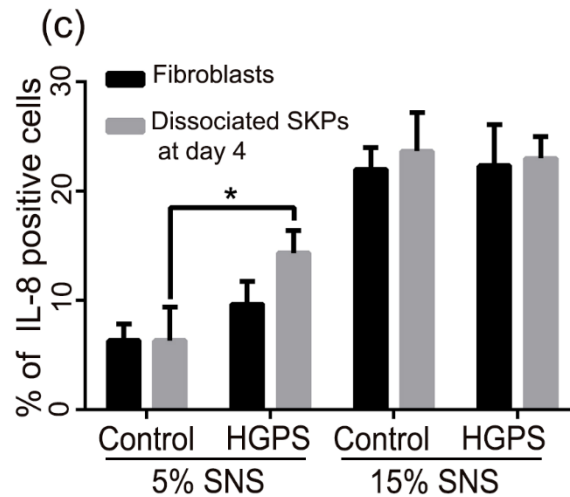 (c)
Fibroblasts
Dissociated SKPs
at day 4
% of IL-8 positive cells
30
20
10
0
*
Control HGPS Control HGPS
5% SNS 15% SNS